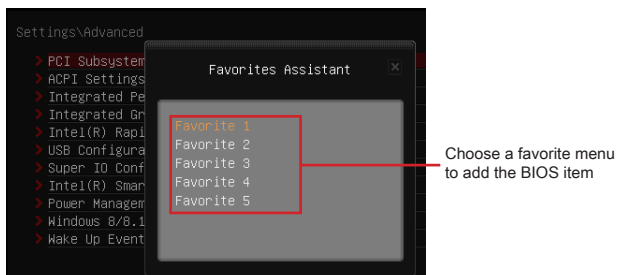 Settings\Advanced
> PCI Subsystem
> ACPI Settings
> Integrated Pe
> Integrated Gr
> Intel(R) Rapi
> USB Configura
> Super IO Conf
> Intel(R) Smar
> Power Managem
> Windows 8/8.1
> Wake Up Event
Favorites Assistant
×
Favorite 1
Favorite 2
Favorite 3
Favorite 4
Favorite 5
Choose a favorite menu
to add the BIOS item